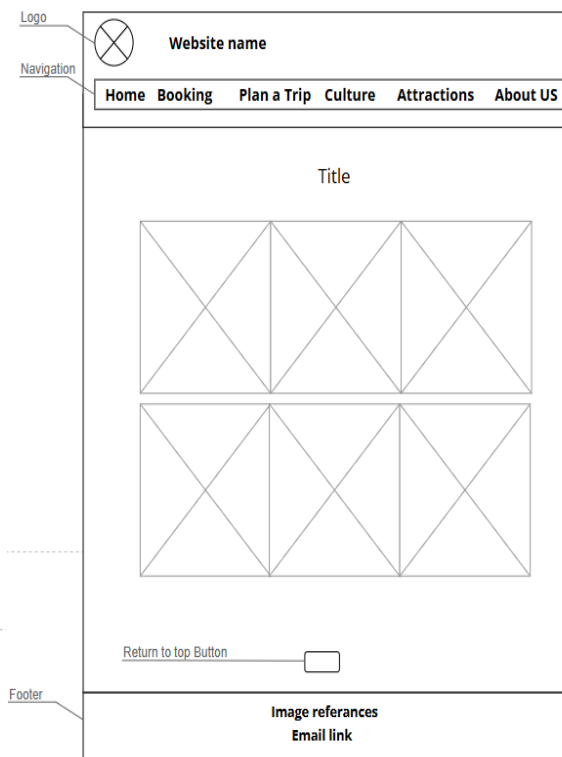 Logo
Website name
Navigation
Home Booking Plan a Trip Culture Attractions About US
Title
Return to top Button
Footer
Image referances
Email link